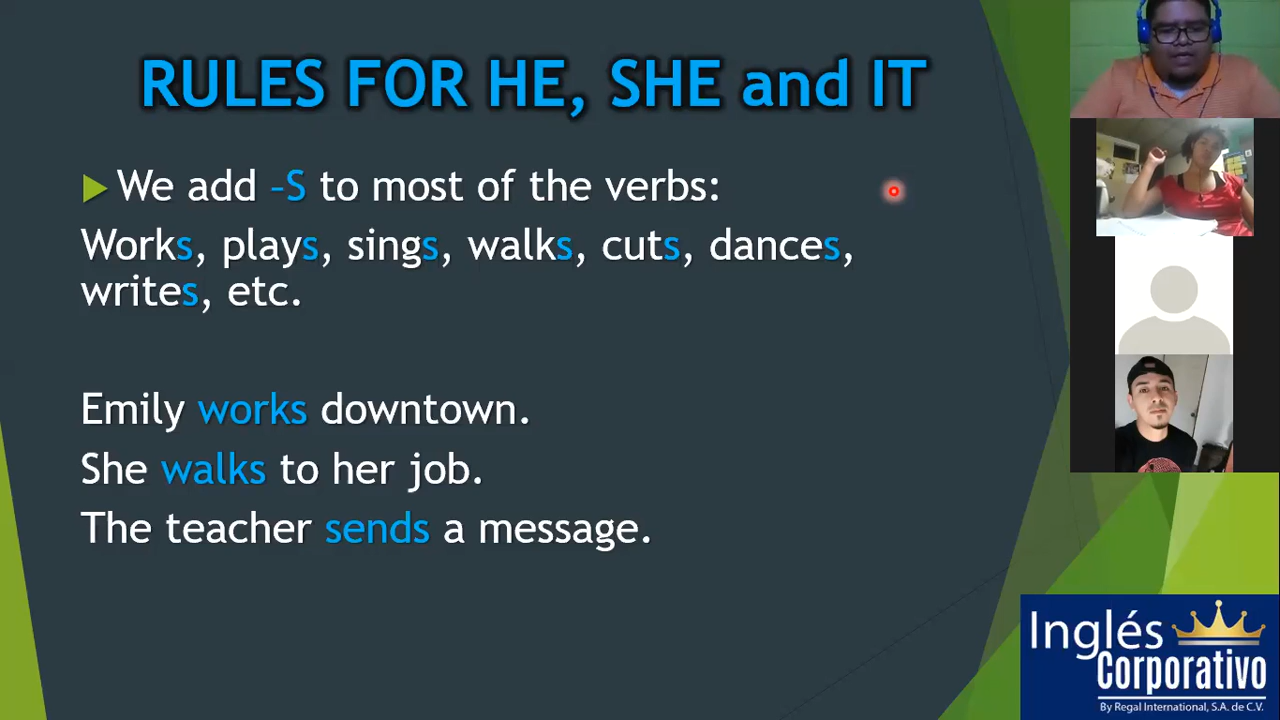 RULES FOR HE, SHE and IT
We add –S to most of the verbs:
Works, plays, sings, walks, cuts, dances,
writes, etc.
Emily works downtown.
She walks to her job.
The teacher sends a message.
Inglés
Corporativo
By Regal International, S.A. de C.V.